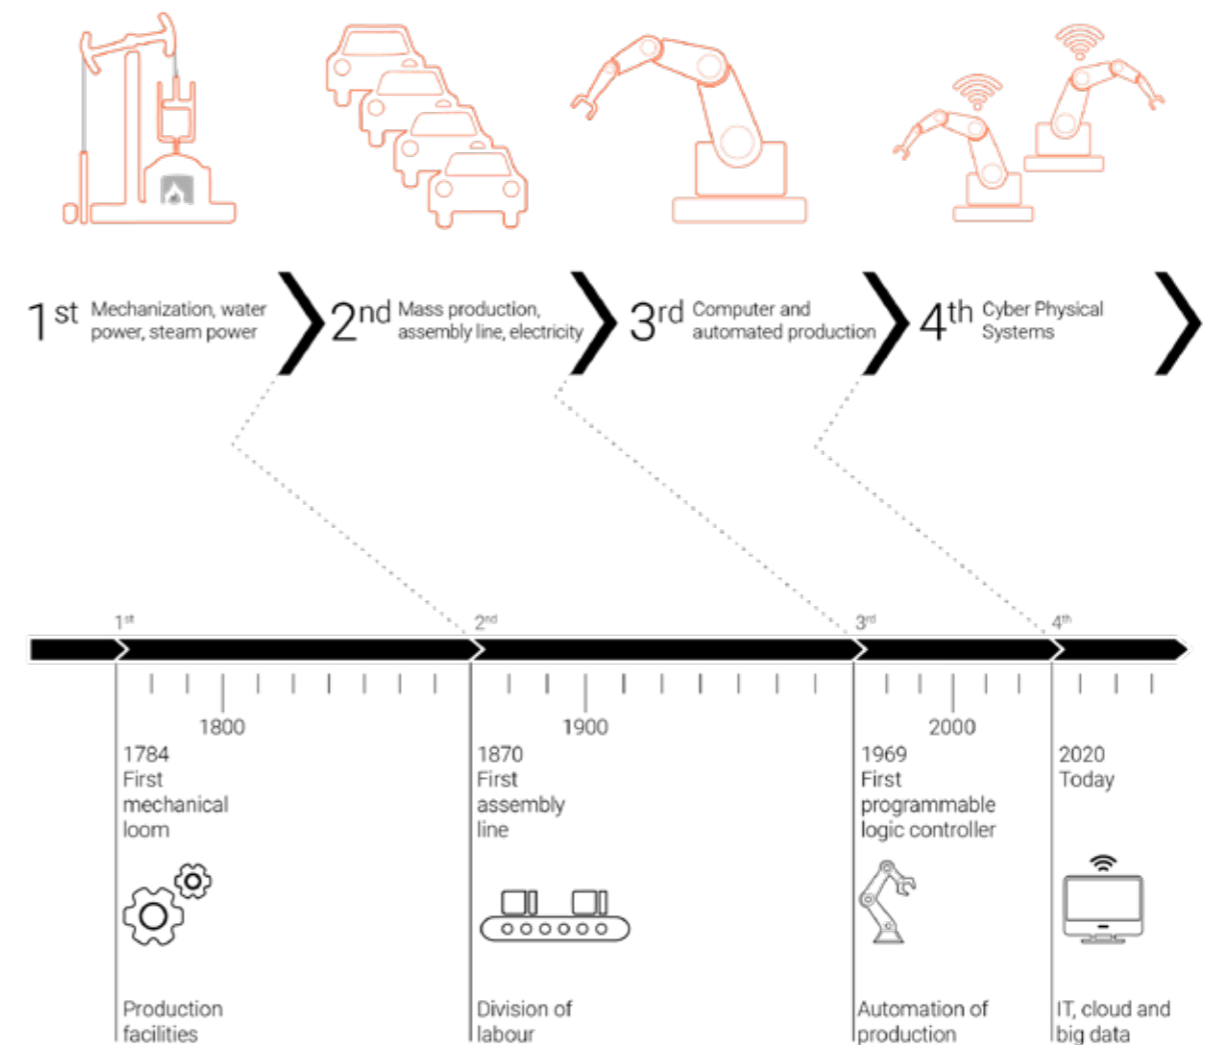 1st Mechanization, water
power, steam power
2nd Mass production,
assembly line, electricity
3rd Computer and
automated production
4th Cyber Physical
Systems
1st
2nd
3rd
4th
1800
1900
2000
1784
First
mechanical
loom
1870
First
assembly
line
1969
First
programmable
logic controller
2020
Today
Production
facilities
Division of
labour
Automation of
production
IT, cloud and
big data